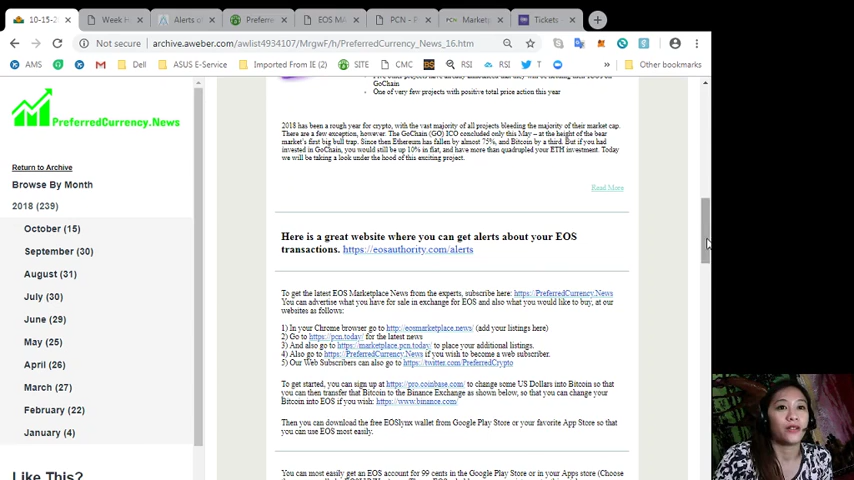 10-15-2
Week H
Alerts of
Preferre
EOS MA
PCN - P
Market
Tickets
Not secure | archive.aweber.com/awlist4934107/MrgwF/h/PreferredCurrency_News_16.htm
AMS
M
Dell
ASUS E-Service
Imported From IE (2)
SITE
CMC
BS
RSI
RSI
T
»
Other bookmarks
PreferredCurrency.News
Return to Archive
Browse By Month
2018 (239)
October (15)
September (30)
August (31)
July (30)
June (29)
May (25)
April (26)
March (27)
February (22)
January (4)
Like This?
GoChain
One of very few projects with positive total price action this year
2018 has been a rough year for crypto, with the vast majority of all projects bleeding the majority of their market cap.
There are a few exception, however. The GoChain (GO) ICO concluded only this May – at the height of the bear
market's first big bull trap. Since then Ethereum has fallen by almost 75%, and Bitcoin by a third. But if you had
invested in GoChain, you would still be up 10% in fiat, and have more than quadrupled your ETH investment. Today
we will be taking a look under the hood of this exciting project.
Read More
Here is a great website where you can get alerts about your EOS
transactions. https://eosauthority.com/alerts
To get the latest EOS Marketplace News from the experts, subscribe here: https://PreferredCurrency.News
You can advertise what you have for sale in exchange for EOS and also what you would like to buy, at our
websites as follows:
1) In your Chrome browser go to http://eosmarketplace.news/ (add your listings here)
2) Go to https://pcn.today/ for the latest news
3) And also go to https://marketplace.pcn.today/ to place your additional listings.
4) Also go to https://PreferredCurrency.News if you wish to become a web subscriber.
5) Our Web Subscribers can also go to https://twitter.com/PreferredCrypto
To get started, you can sign up at https://pro.coinbase.com/ to change some US Dollars into Bitcoin so that
you can then transfer that Bitcoin to the Binance Exchange as shown below, so that you can change your
Bitcoin into EOS if you wish: https://www.binance.com/
Then you can download the free EOSlynx wallet from Google Play Store or your favorite App Store so that
you can use EOS most easily.
You can most easily get an EOS account for 99 cents in the Google Play Store or in your Apps store (Choose